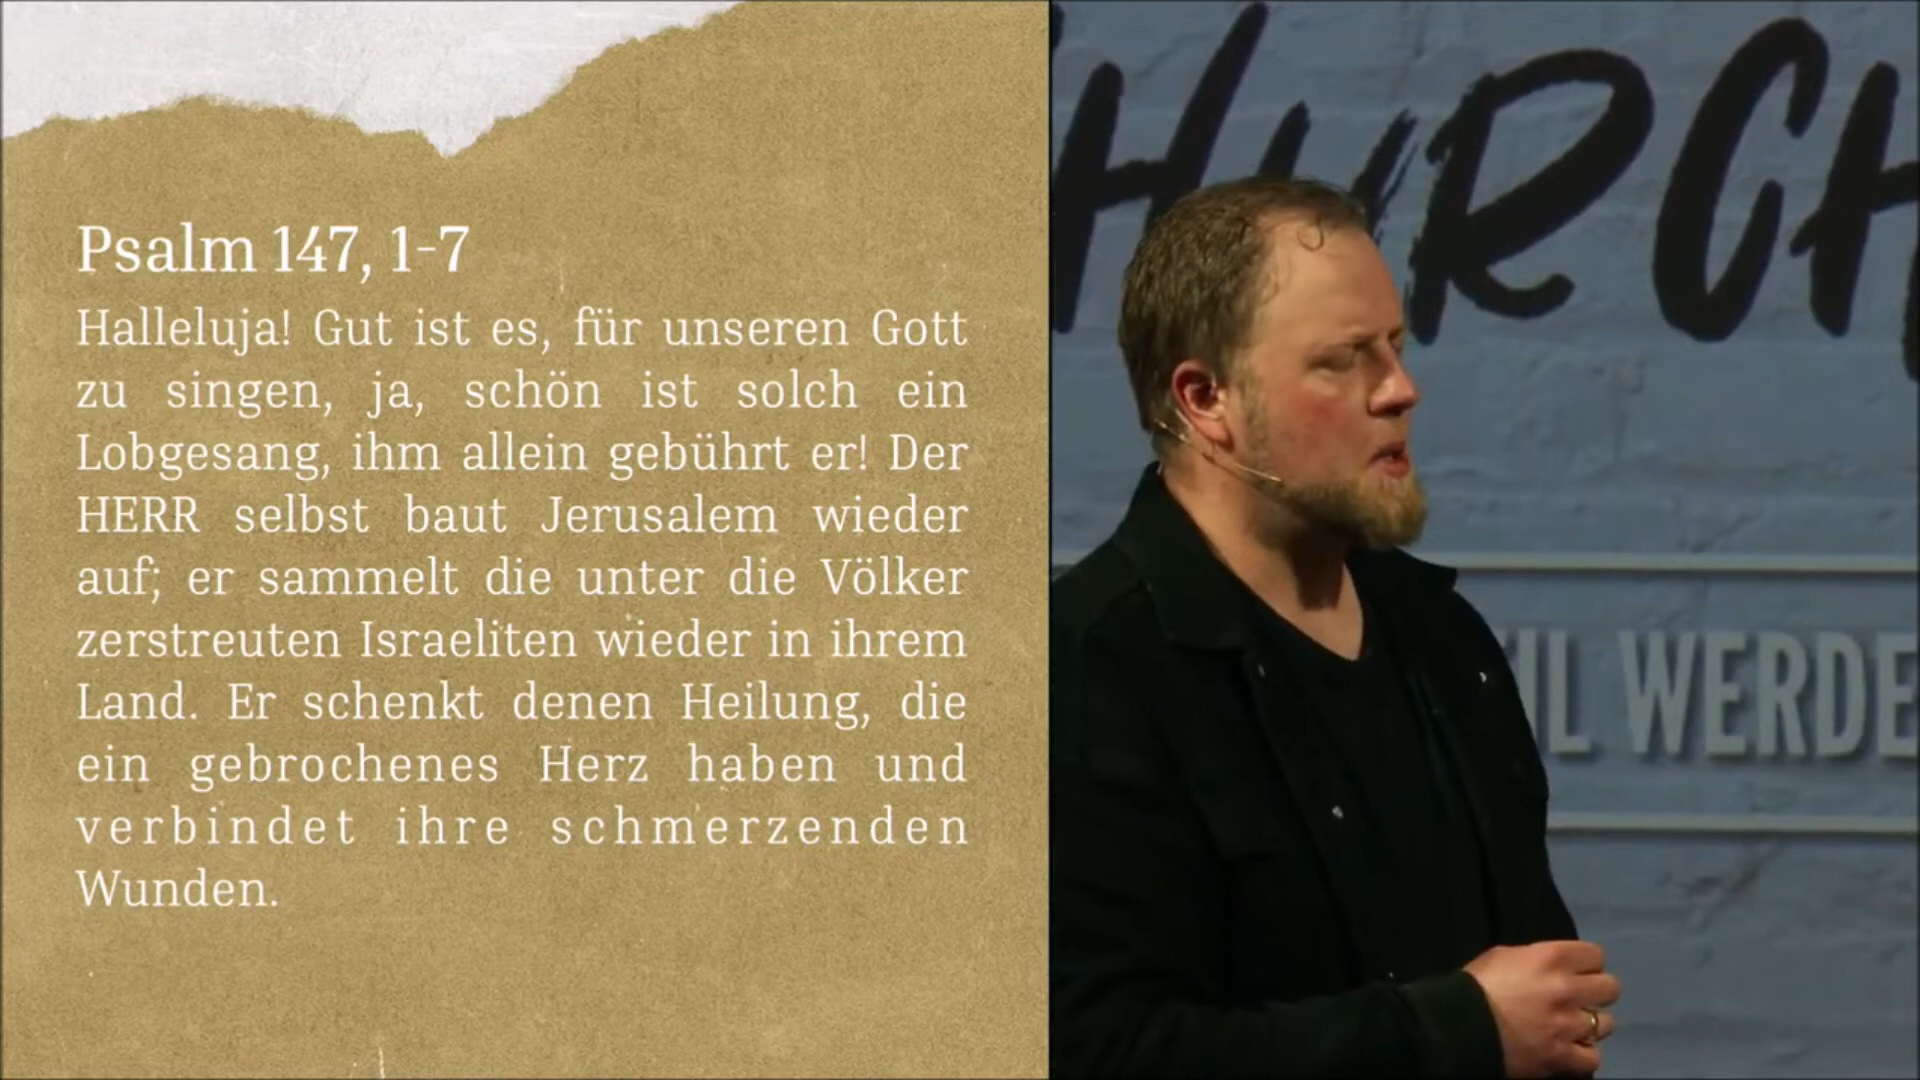 Psalm 147, 1-7
Halleluja! Gut ist es, für unseren Gott
zu singen, ja, schön ist solch ein
Lobgesang, ihm allein gebührt er! Der
HERR selbst baut Jerusalem wieder
auf; er sammelt die unter die Völker
zerstreuten Israeliten wieder in ihrem
Land. Er schenkt denen Heilung, die
ein gebrochenes Herz haben und
verbindet ihre schmerzenden
Wunden.
HURCH
EIL WERDE